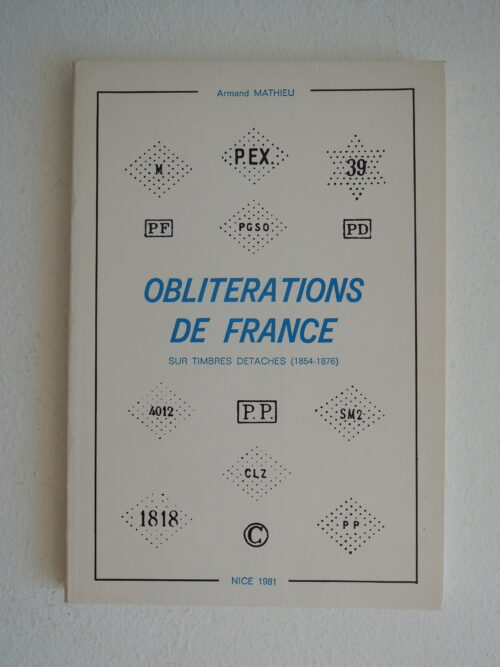 Armand MATHIEU
M
P.EX.
39
PF
PGSO
PD
OBLITERATIONS
DE FRANCE
SUR TIMBRES DETACHES (1854-1876)
4012
P.P.
SM2
CLZ
1818
©
PP
NICE 1981